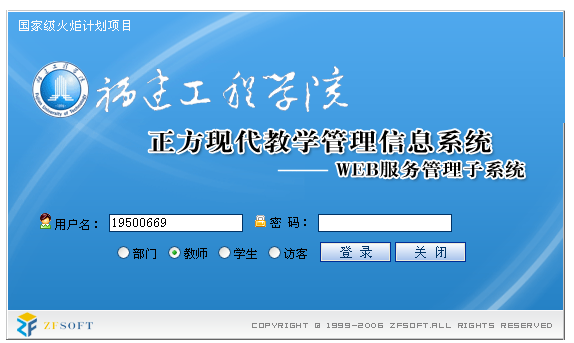 国家级火炬计划项目
福建工程学院
正方现代教学管理信息系统
—— WEB服务管理子系统
用户名： 19500669 密 码：
部门 教师 学生 访客 登 录 关 闭
ZFSOFT COPYRIGHT @ 1999-2006 ZFSOFT.ALL RIGHTS RESERVED